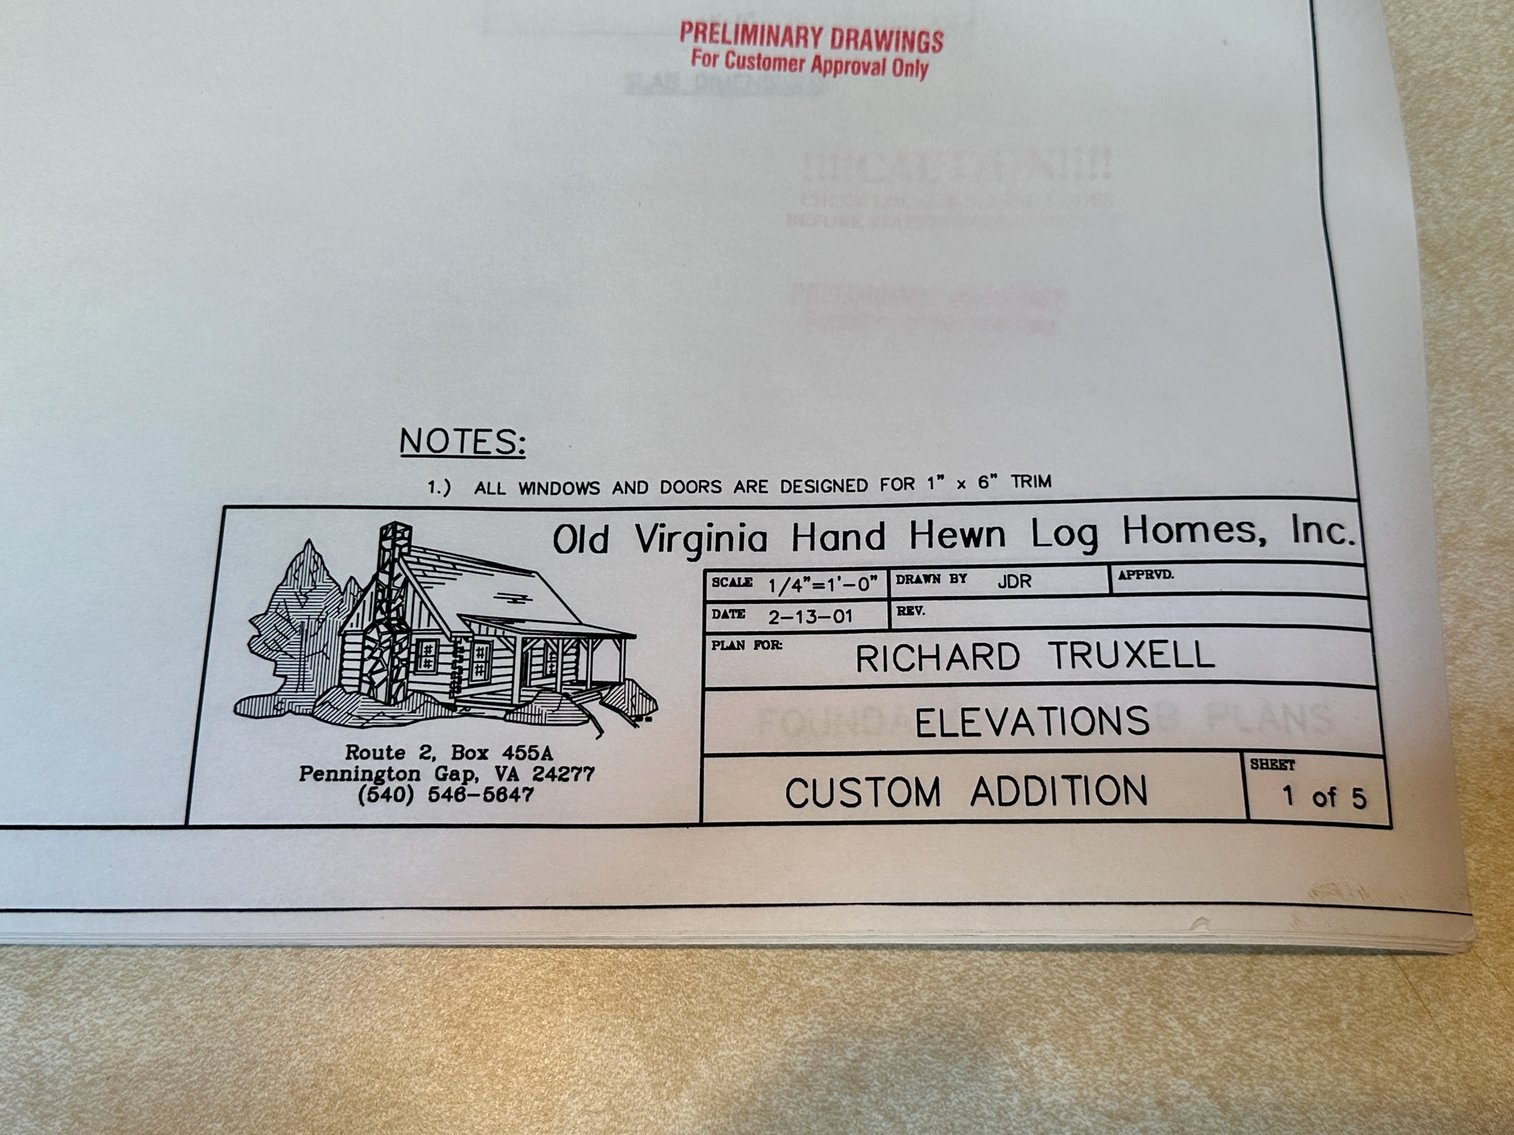 PRELIMINARY DRAWINGS
For Customer Approval Only
NOTES:
1.) ALL WINDOWS AND DOORS ARE DESIGNED FOR 1" x 6" TRIM
Old Virginia Hand Hewn Log Homes, Inc.
SCALE 1/4"=1'-0" DRAWN BY JDR APPRVD.
DATE 2-13-01 REV.
PLAN FOR: RICHARD TRUXELL
ELEVATIONS
CUSTOM ADDITION
SHEET
1 of 5
Route 2, Box 455A
Pennington Gap, VA 24277
(540) 546-5647